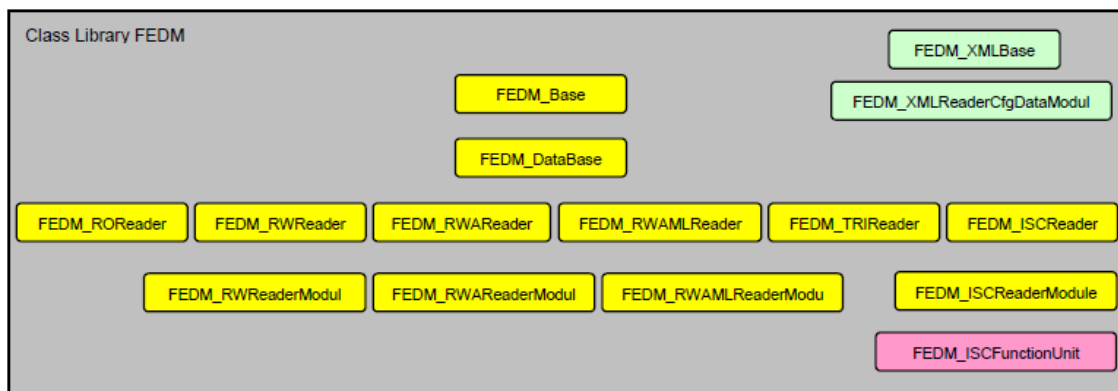 Class Library FEDM
FEDM_XMLBase
FEDM_Base
FEDM_XMLReaderCfgDataModul
FEDM_DataBase
FEDM_ROReader
FEDM_RWReader
FEDM_RWAReader
FEDM_RWAMLReader
FEDM_TRIReader
FEDM_ISCReader
FEDM_RWReaderModul
FEDM_RWAReaderModul
FEDM_RWAMLReaderModu
FEDM_ISCReaderModule
FEDM_ISCFunctionUnit